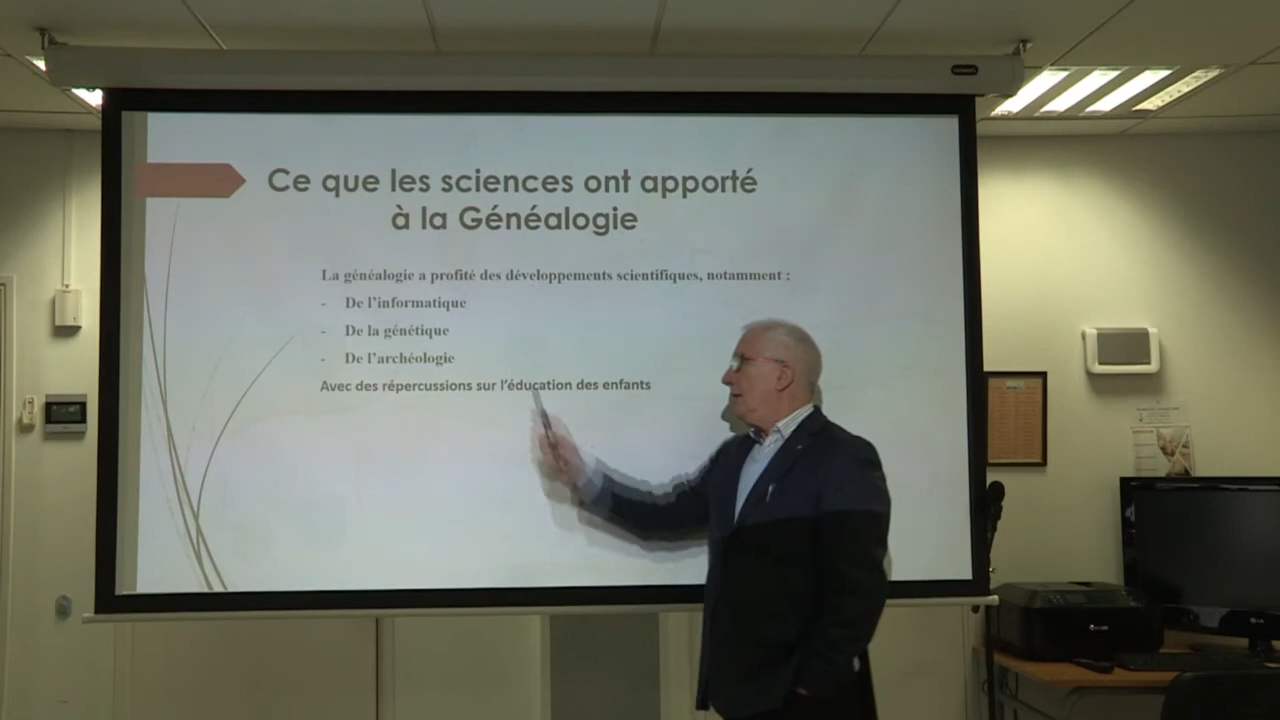 Ce que les sciences ont apporté
à la Généalogie
La généalogie a profité des développements scientifiques, notamment :
- De l'informatique
- De la génétique
- De l'archéologie
Avec des répercussions sur l'éducation des enfants